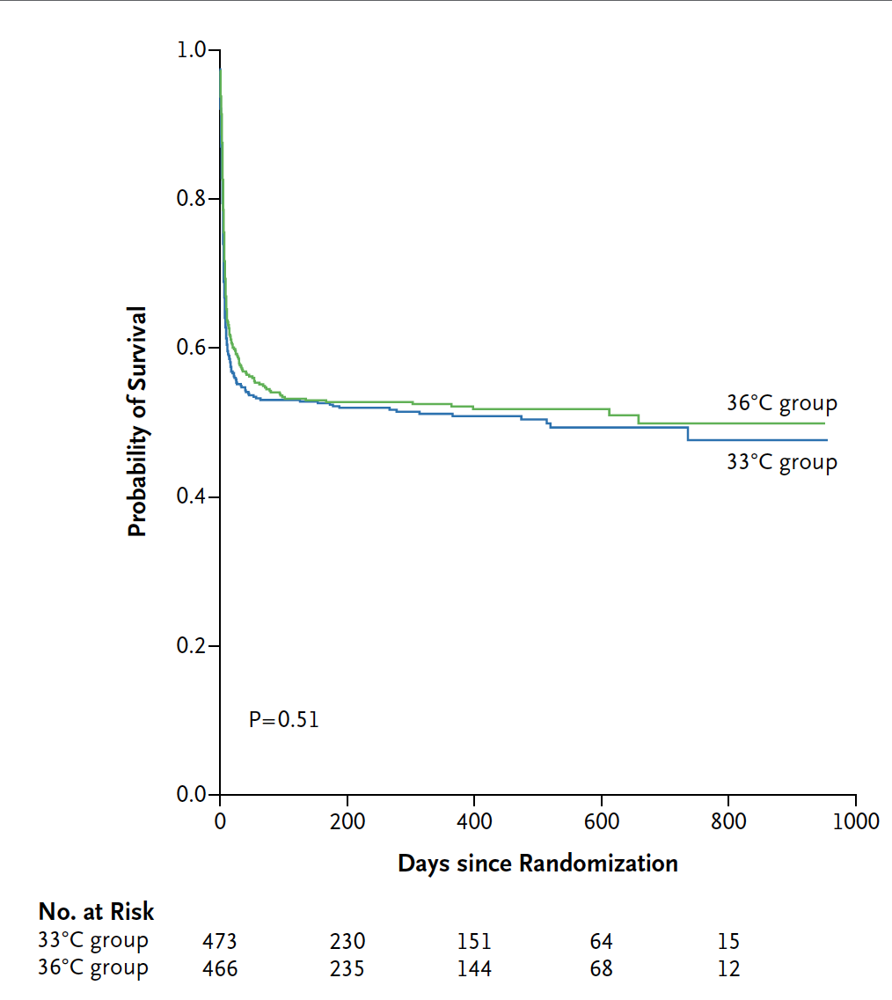 1.0
0.8
0.6
0.4
0.2
0.0
Probability of Survival
36°C group
33°C group
P=0.51
0 200 400 600 800 1000
Days since Randomization
No. at Risk
33°C group 473 230 151 64 15
36°C group 466 235 144 68 12